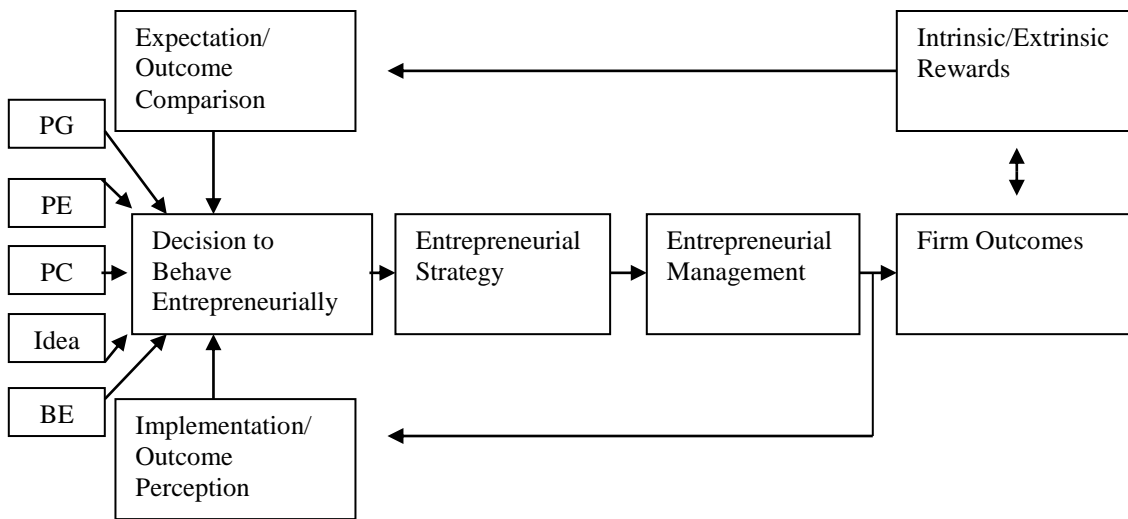 Expectation/
Outcome
Comparison
Intrinsic/Extrinsic
Rewards
PG
PE
PC
Idea
BE
Decision to
Behave
Entrepreneurially
Entrepreneurial
Strategy
Entrepreneurial
Management
Firm Outcomes
Implementation/
Outcome
Perception